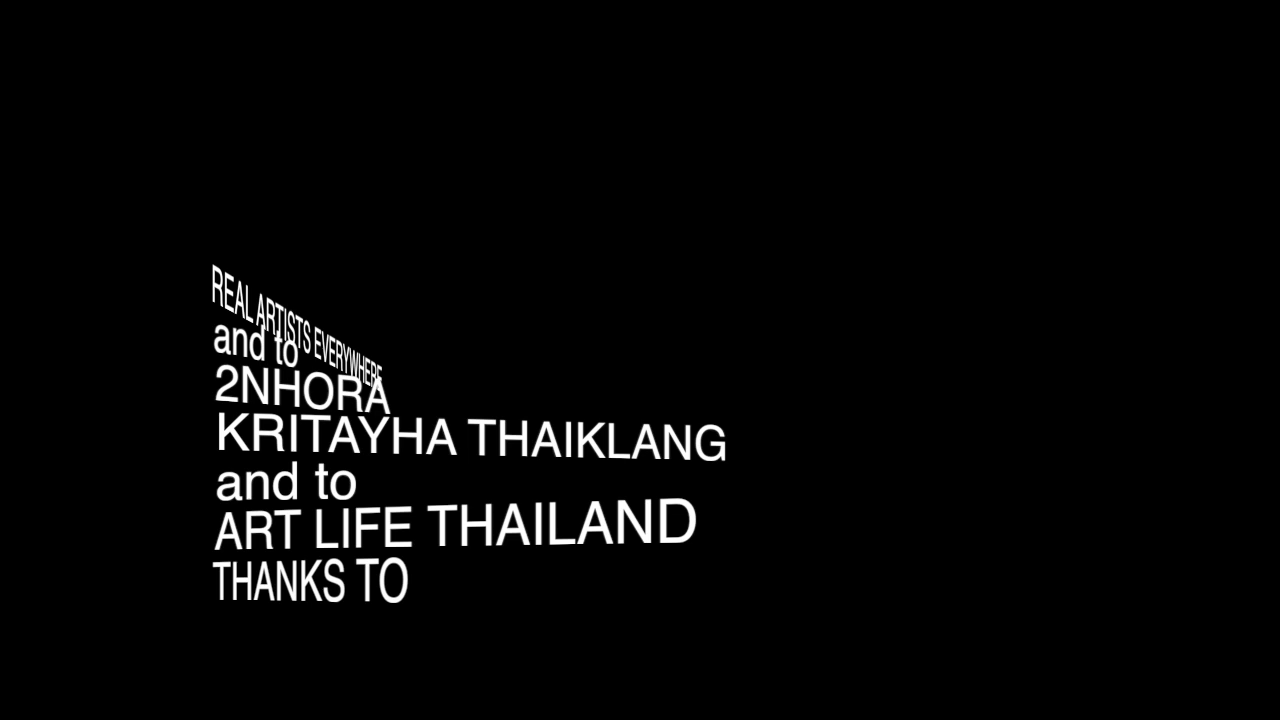 REAL ARTISTS EVERYWHERE
and to
2NHORA
KRITAYHA THAIKLANG
and to
ART LIFE THAILAND
THANKS TO